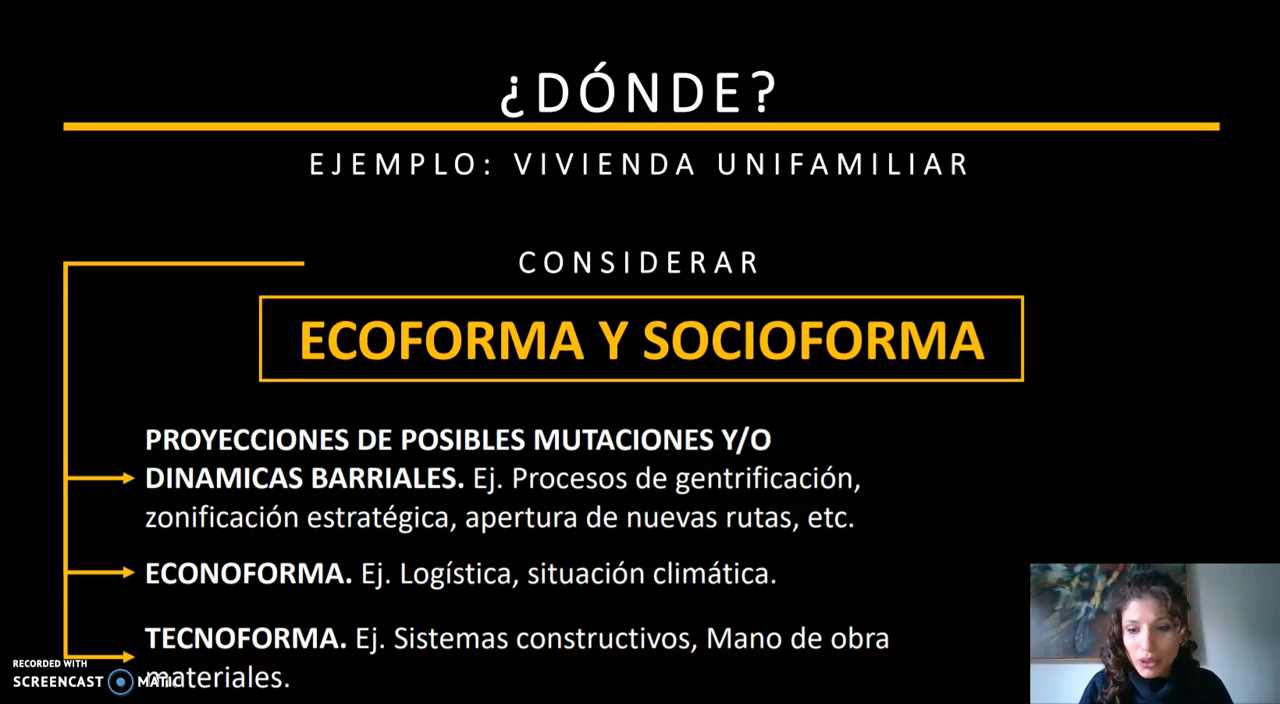 ¿DÓNDE?
EJEMPLO: VIVIENDA UNIFAMILIAR
CONSIDERAR
ECOFORMA Y SOCIOFORMA
PROYECCIONES DE POSIBLES MUTACIONES Y/O
DINAMICAS BARRIALES. Ej. Procesos de gentrificación,
zonificación estratégica, apertura de nuevas rutas, etc.
ECONOFORMA. Ej. Logística, situación climática.
TECNOFORMA. Ej. Sistemas constructivos, Mano de obra
materiales.
RECORDED WITH
SCREENCAST MATIC